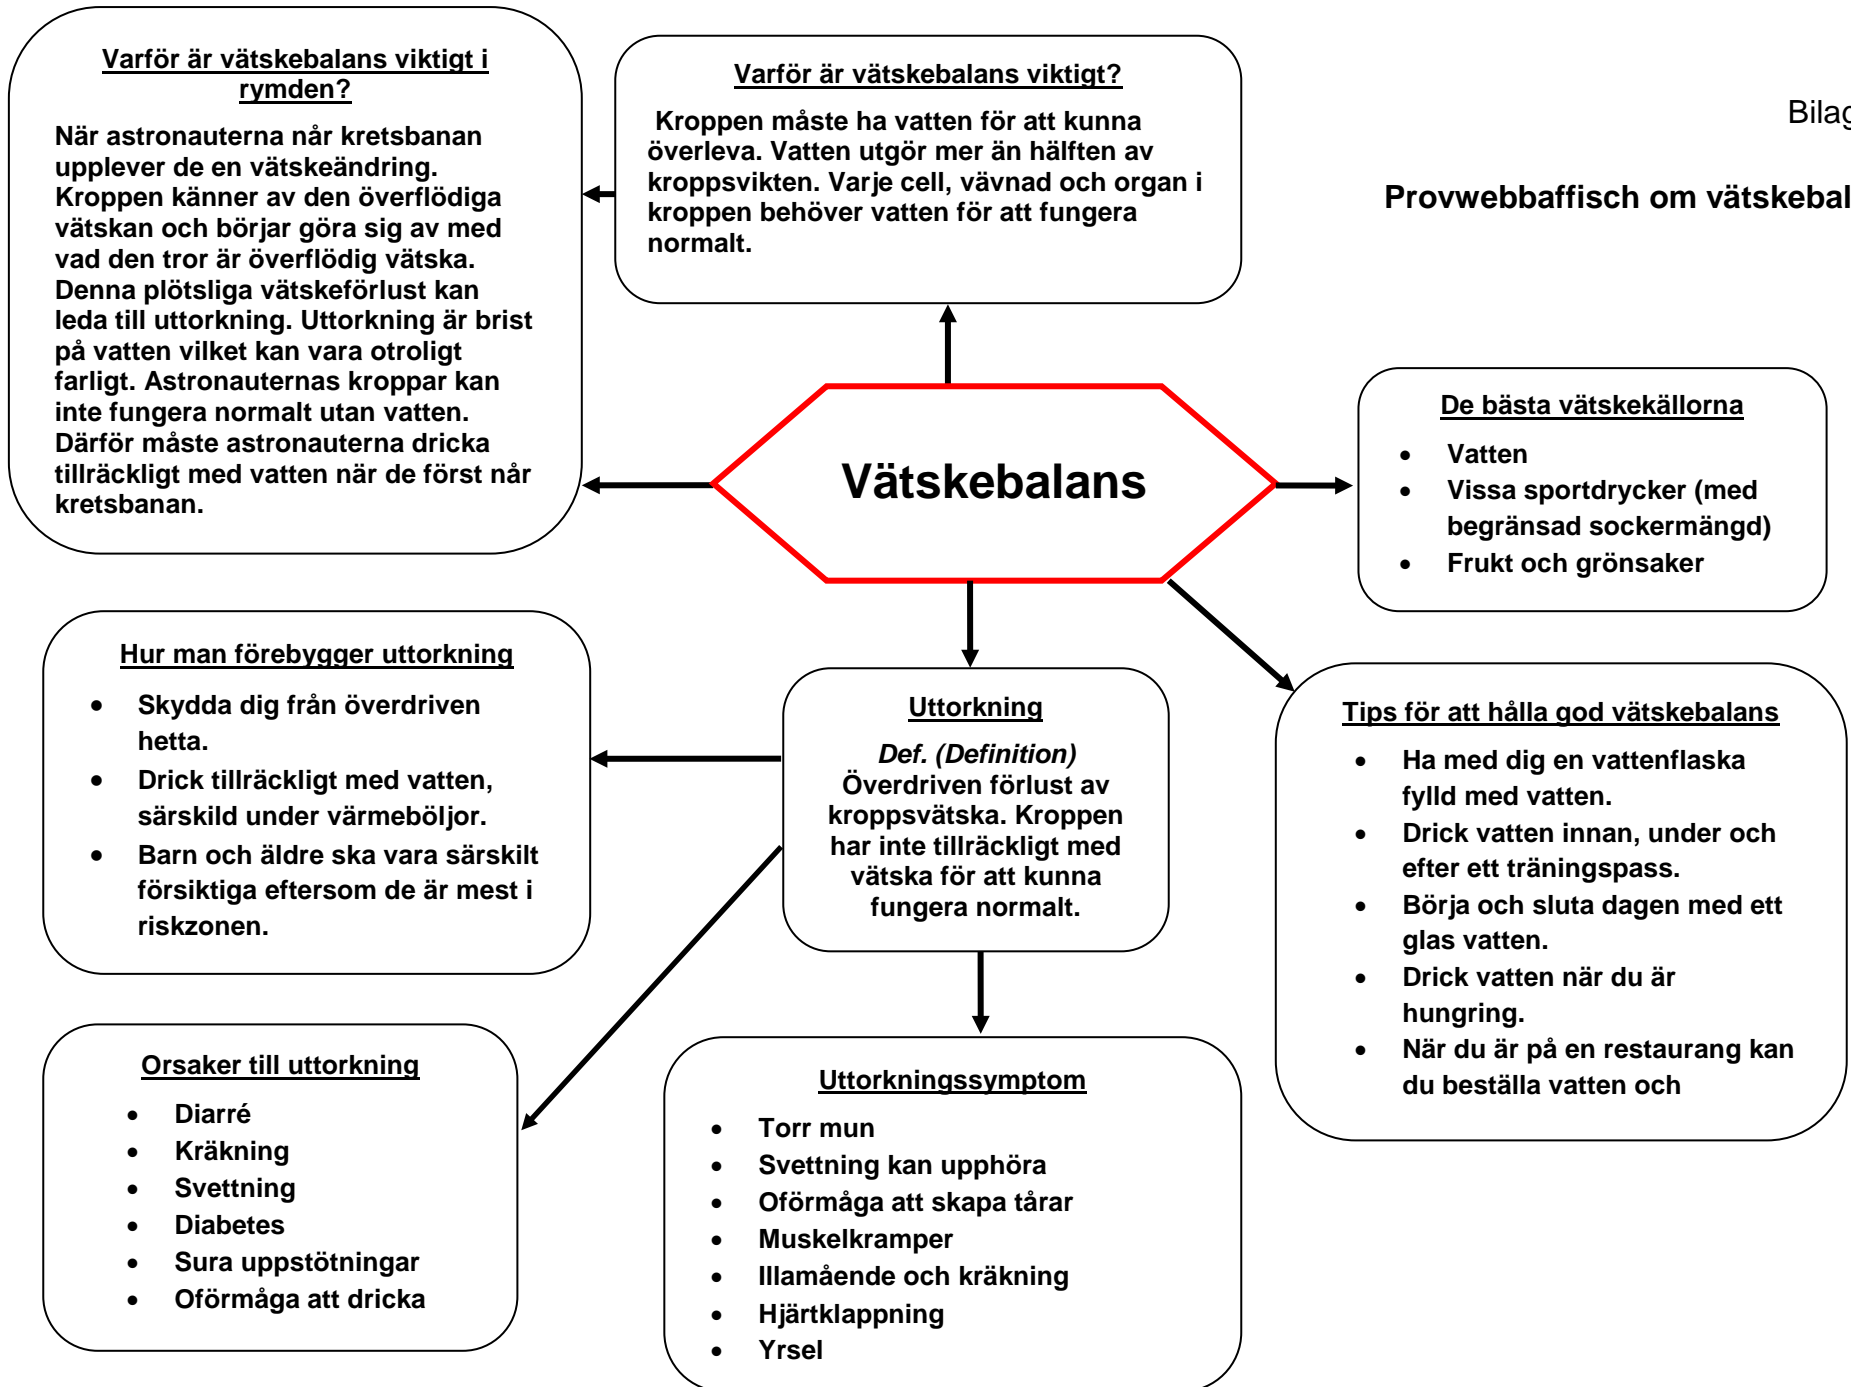 Varför är vätskebalans viktigt i
rymden?
När astronauterna når kretsbanan
upplever de en vätskeändring.
Kroppen känner av den överflödiga
vätskan och börjar göra sig av med
vad den tror är överflödig vätska.
Denna plötsliga vätskeförlust kan
leda till uttorkning. Uttorkning är brist
på vatten vilket kan vara otroligt
farligt. Astronauternas kroppar kan
inte fungera normalt utan vatten.
Därför måste astronauterna dricka
tillräckligt med vatten när de först når
kretsbanan.
Varför är vätskebalans viktigt?
Kroppen måste ha vatten för att kunna
överleva. Vatten utgör mer än hälften av
kroppsvikten. Varje cell, vävnad och organ i
kroppen behöver vatten för att fungera
normalt.
Bilag
Provwebbaffisch om vätskebal
Vätskebalans
De bästa vätskekällorna
• Vatten
• Vissa sportdrycker (med
begränsad sockermängd)
• Frukt och grönsaker
Hur man förebygger uttorkning
• Skydda dig från överdriven
hetta.
• Drick tillräckligt med vatten,
särskild under värmeböljor.
• Barn och äldre ska vara särskilt
försiktiga eftersom de är mest i
riskzonen.
Uttorkning
Def. (Definition)
Överdriven förlust av
kroppsvätska. Kroppen
har inte tillräckligt med
vätska för att kunna
fungera normalt.
Tips för att hålla god vätskebalans
• Ha med dig en vattenflaska
fylld med vatten.
• Drick vatten innan, under och
efter ett träningspass.
• Börja och sluta dagen med ett
glas vatten.
• Drick vatten när du är
hungring.
• När du är på en restaurang kan
du beställa vatten och
Orsaker till uttorkning
• Diarré
• Kräkning
• Svettning
• Diabetes
• Sura uppstötningar
• Oförmåga att dricka
Uttorkningssymptom
• Torr mun
• Svettning kan upphöra
• Oförmåga att skapa tårar
• Muskelkramper
• Illamående och kräkning
• Hjärtklappning
• Yrsel